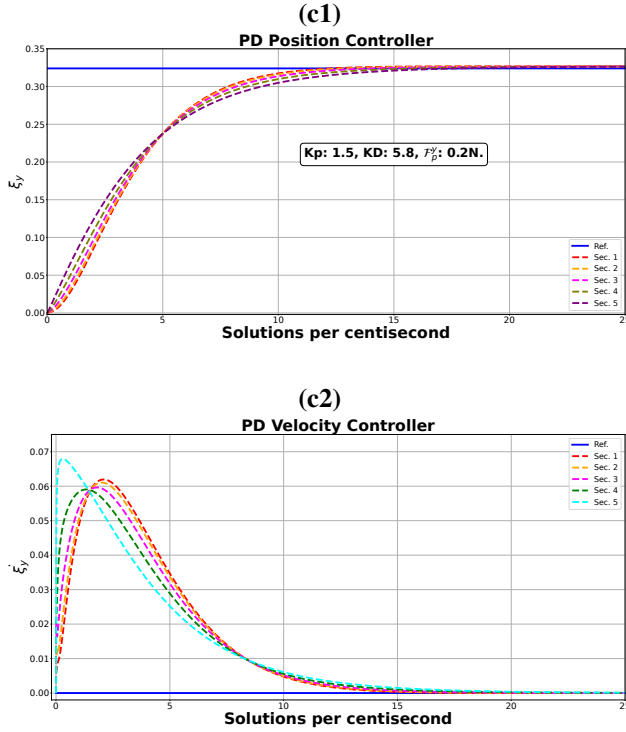 (c1)
PD Position Controller
0.35
0.30
0.25
0.20
0.15
0.10
0.05
0.00
ξy
Kp: 1.5, KD: 5.8, ℱₚʸ: 0.2N.
Ref.
Sec. 1
Sec. 2
Sec. 3
Sec. 4
Sec. 5
0 5 10 15 20 25
Solutions per centisecond
(c2)
PD Velocity Controller
0.07
0.06
0.05
0.04
0.03
0.02
0.01
0.00
ξ̇y
Ref.
Sec. 1
Sec. 2
Sec. 3
Sec. 4
Sec. 5
0 5 10 15 20 25
Solutions per centisecond